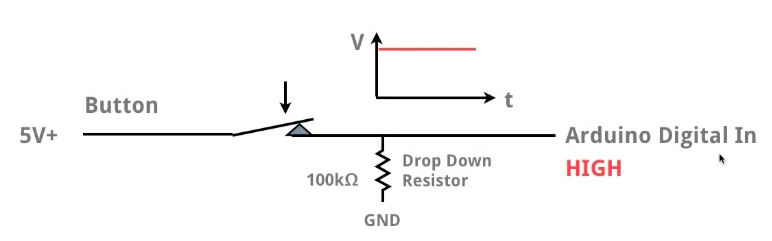 V
t
Button
5V+
Arduino Digital In
HIGH
Drop Down
Resistor
100kΩ
GND